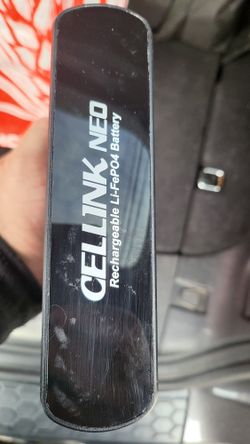 CELLINK NEO
Rechargeable Li-FePO4 Battery